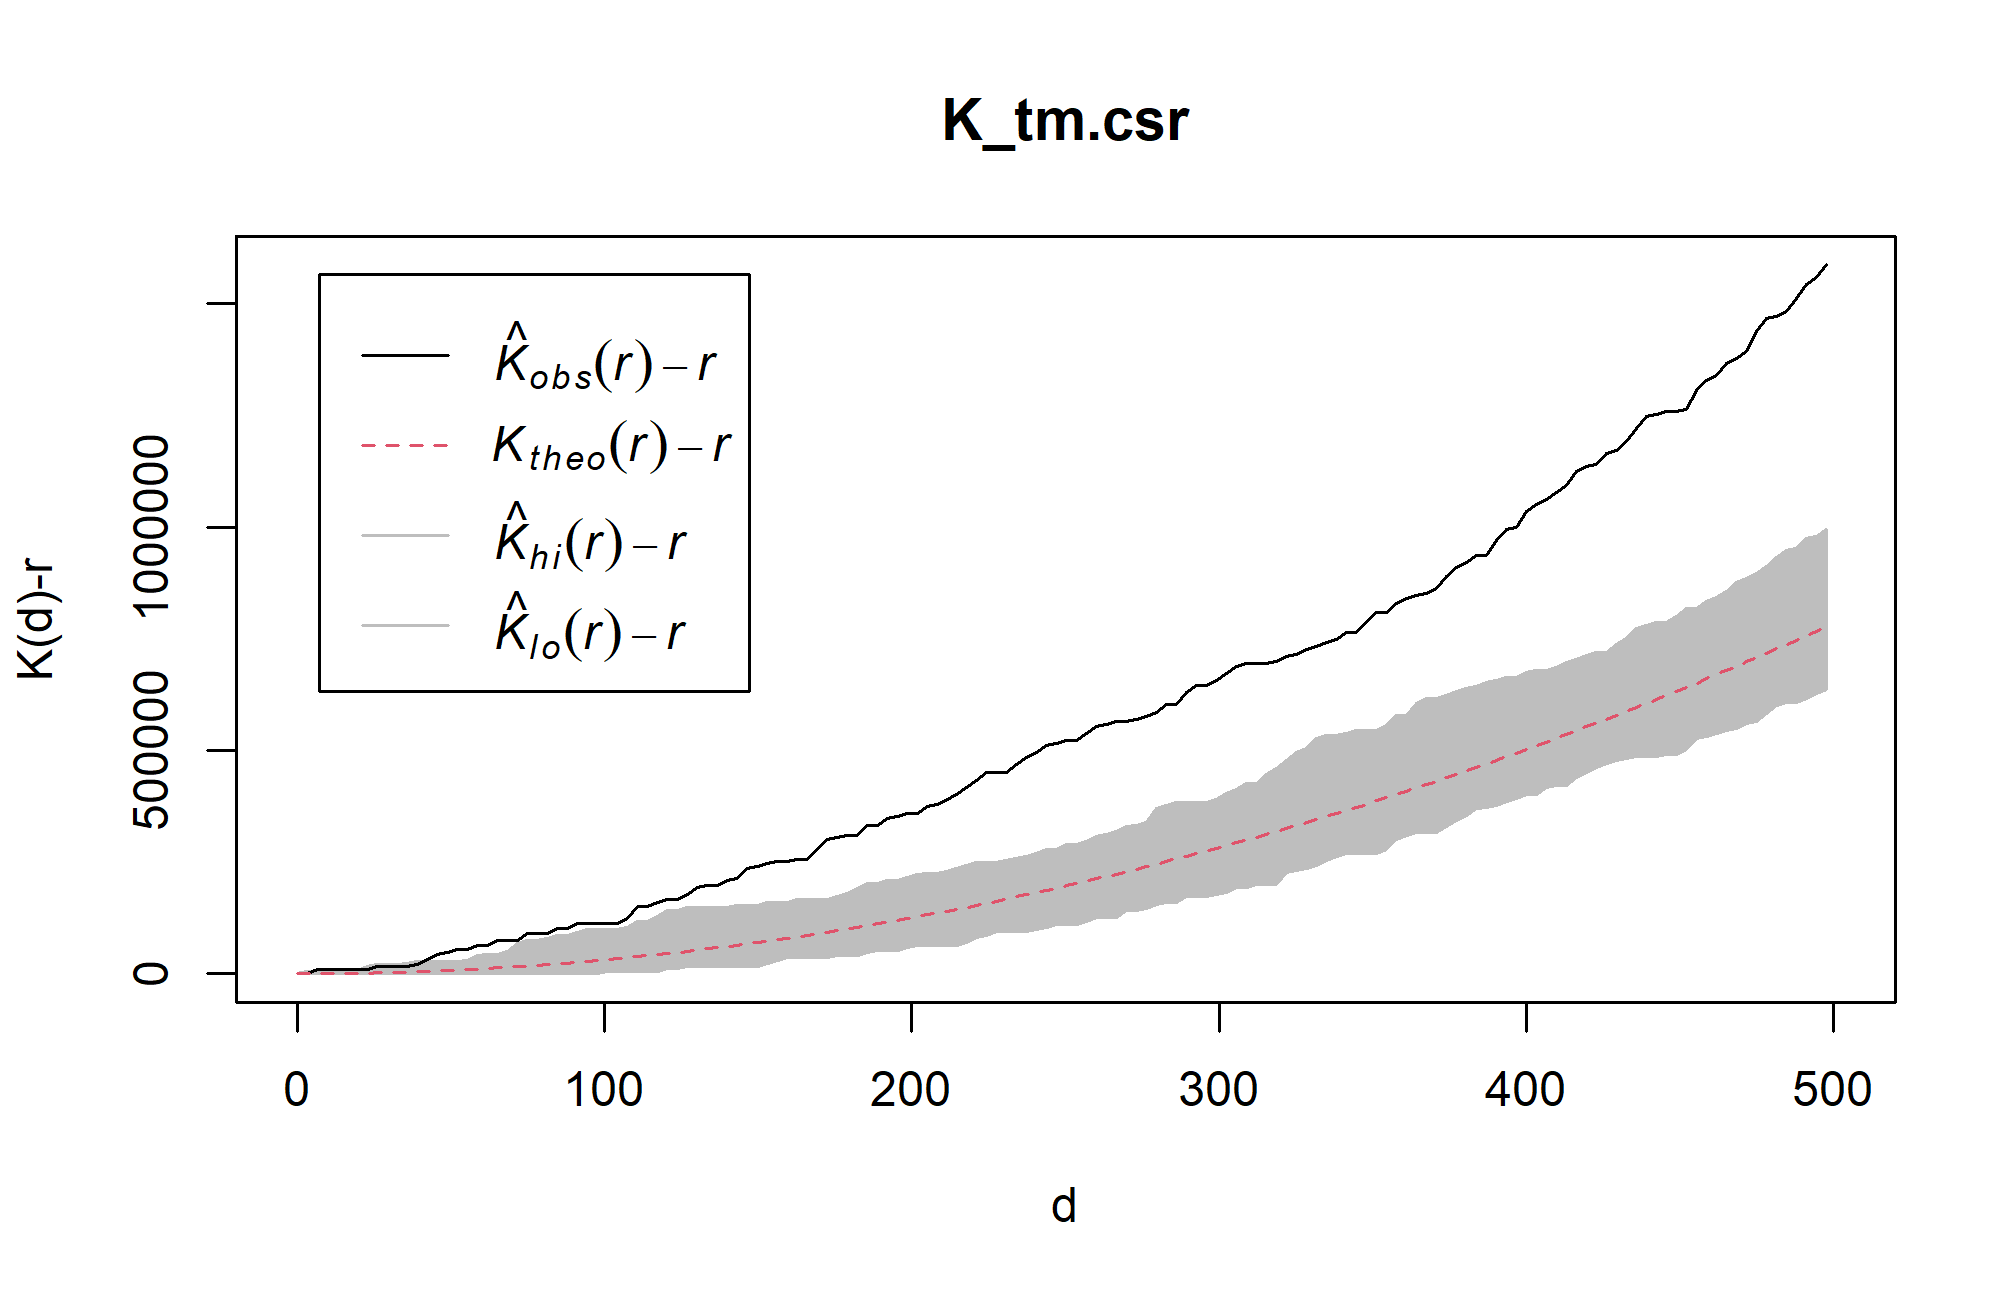 K_tm.csr
K̂obs(r) − r
Ktheo(r) − r
K̂hi(r) − r
K̂lo(r) − r
K(d)-r
0
500000
1000000
0 100 200 300 400 500
d